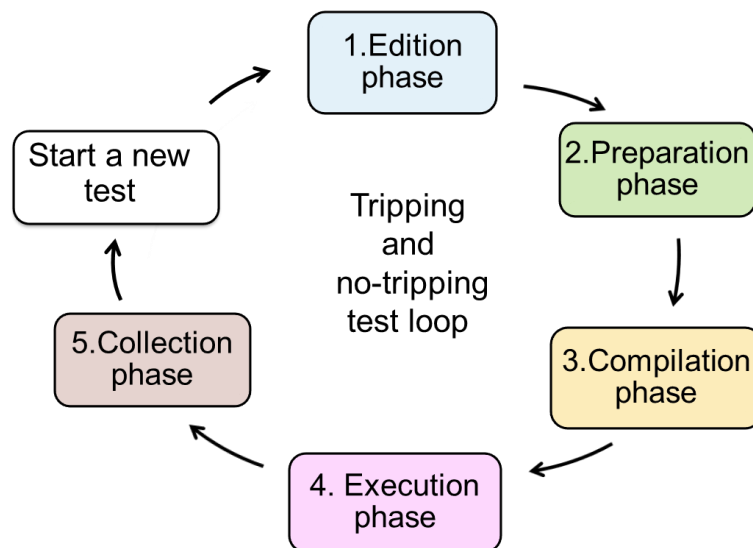 1.Edition
phase
2.Preparation
phase
Start a new
test
Tripping
and
no-tripping
test loop
3.Compilation
phase
5.Collection
phase
4. Execution
phase